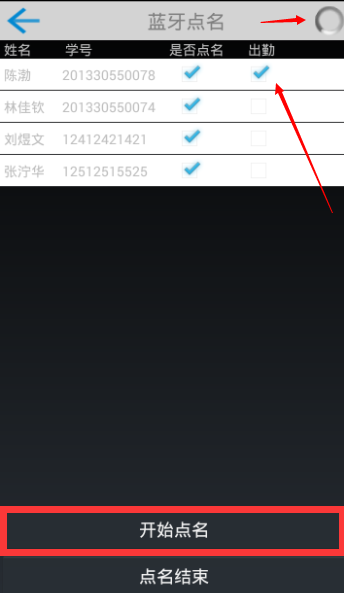 蓝牙点名
姓名 学号 是否点名 出勤
陈渤 201330550078
林佳钦 201330550074
刘煜文 12412421421
张泞华 12512515525
开始点名
点名结束